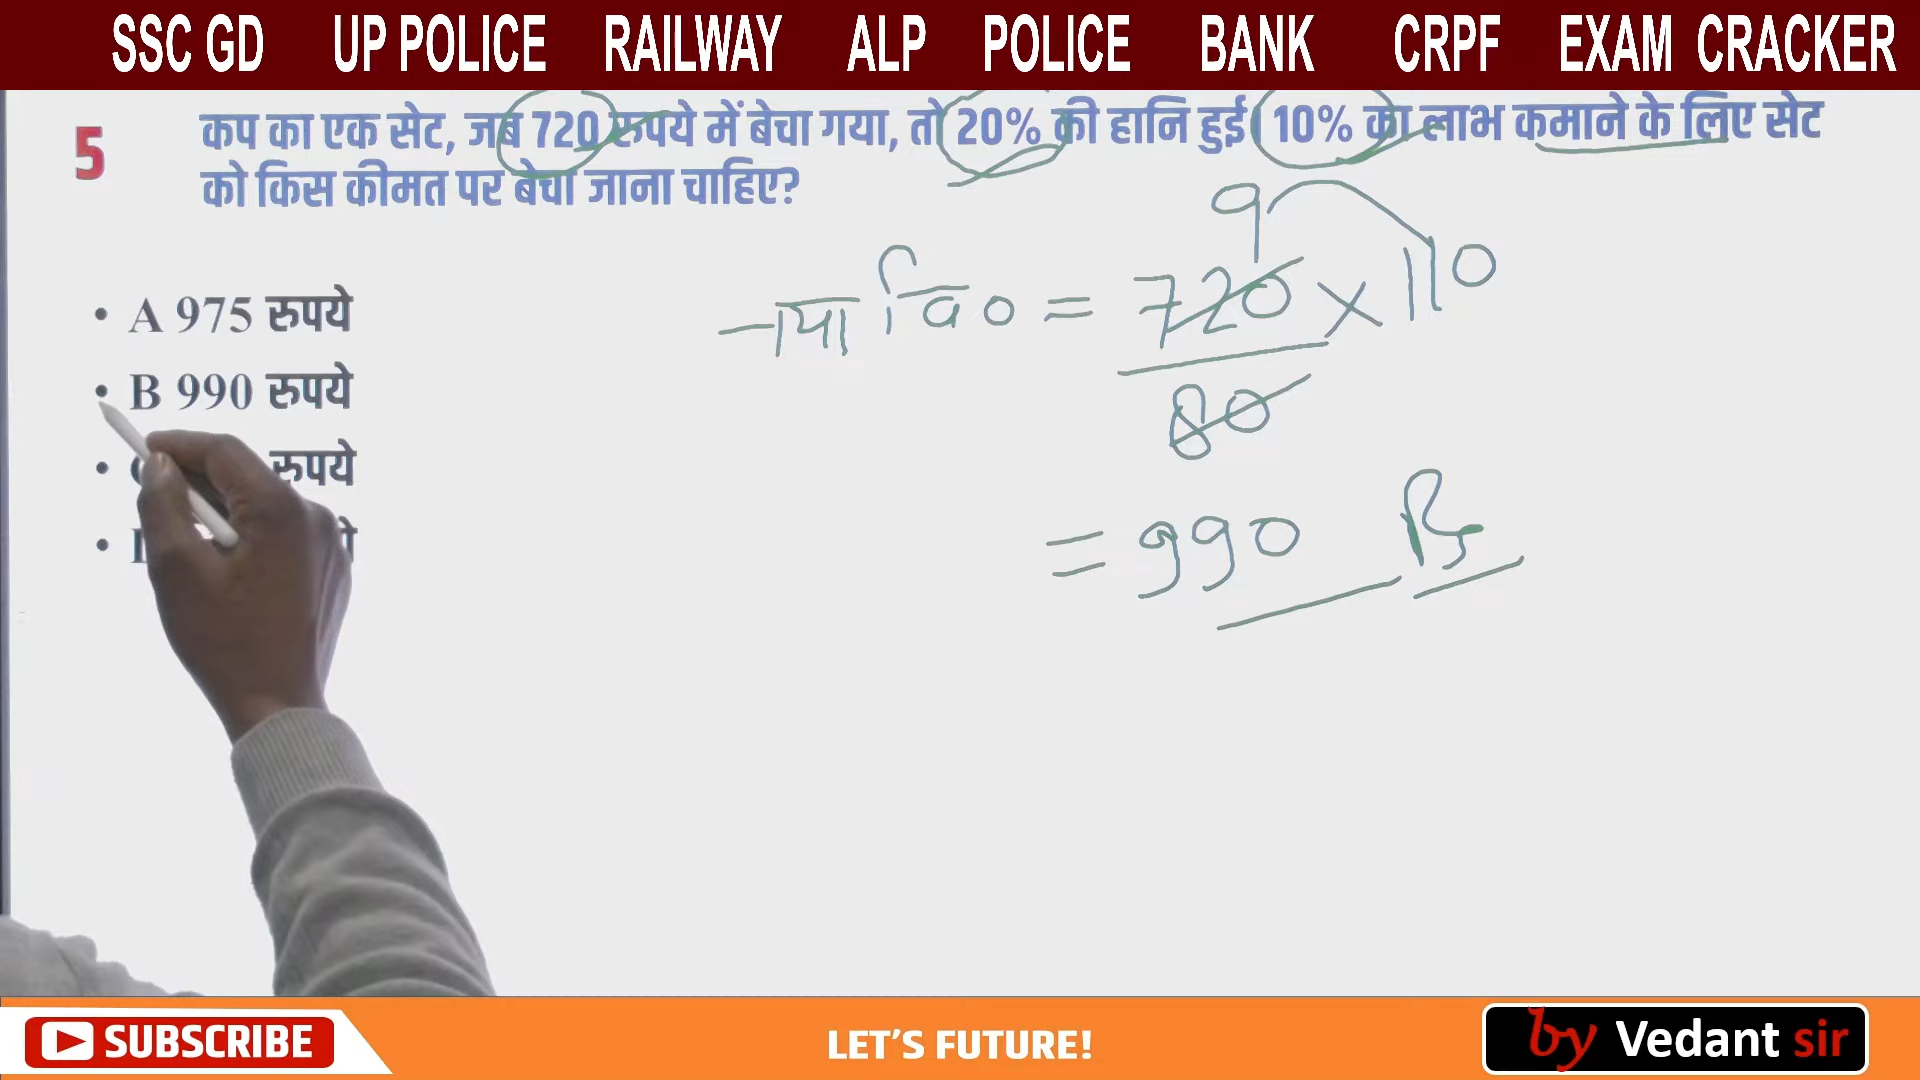 SSC GD UP POLICE RAILWAY ALP POLICE BANK CRPF EXAM CRACKER
5 कप का एक सेट, जब 720 रुपये में बेचा गया, तो 20% की हानि हुई। 10% का लाभ कमाने के लिए सेट
को किस कीमत पर बेचा जाना चाहिए?
9
नया वि० = 720 × 110
80
• A 975 रुपये
• B 990 रुपये
• रुपये
= 990 Rs
SUBSCRIBE LET'S FUTURE! by Vedant sir